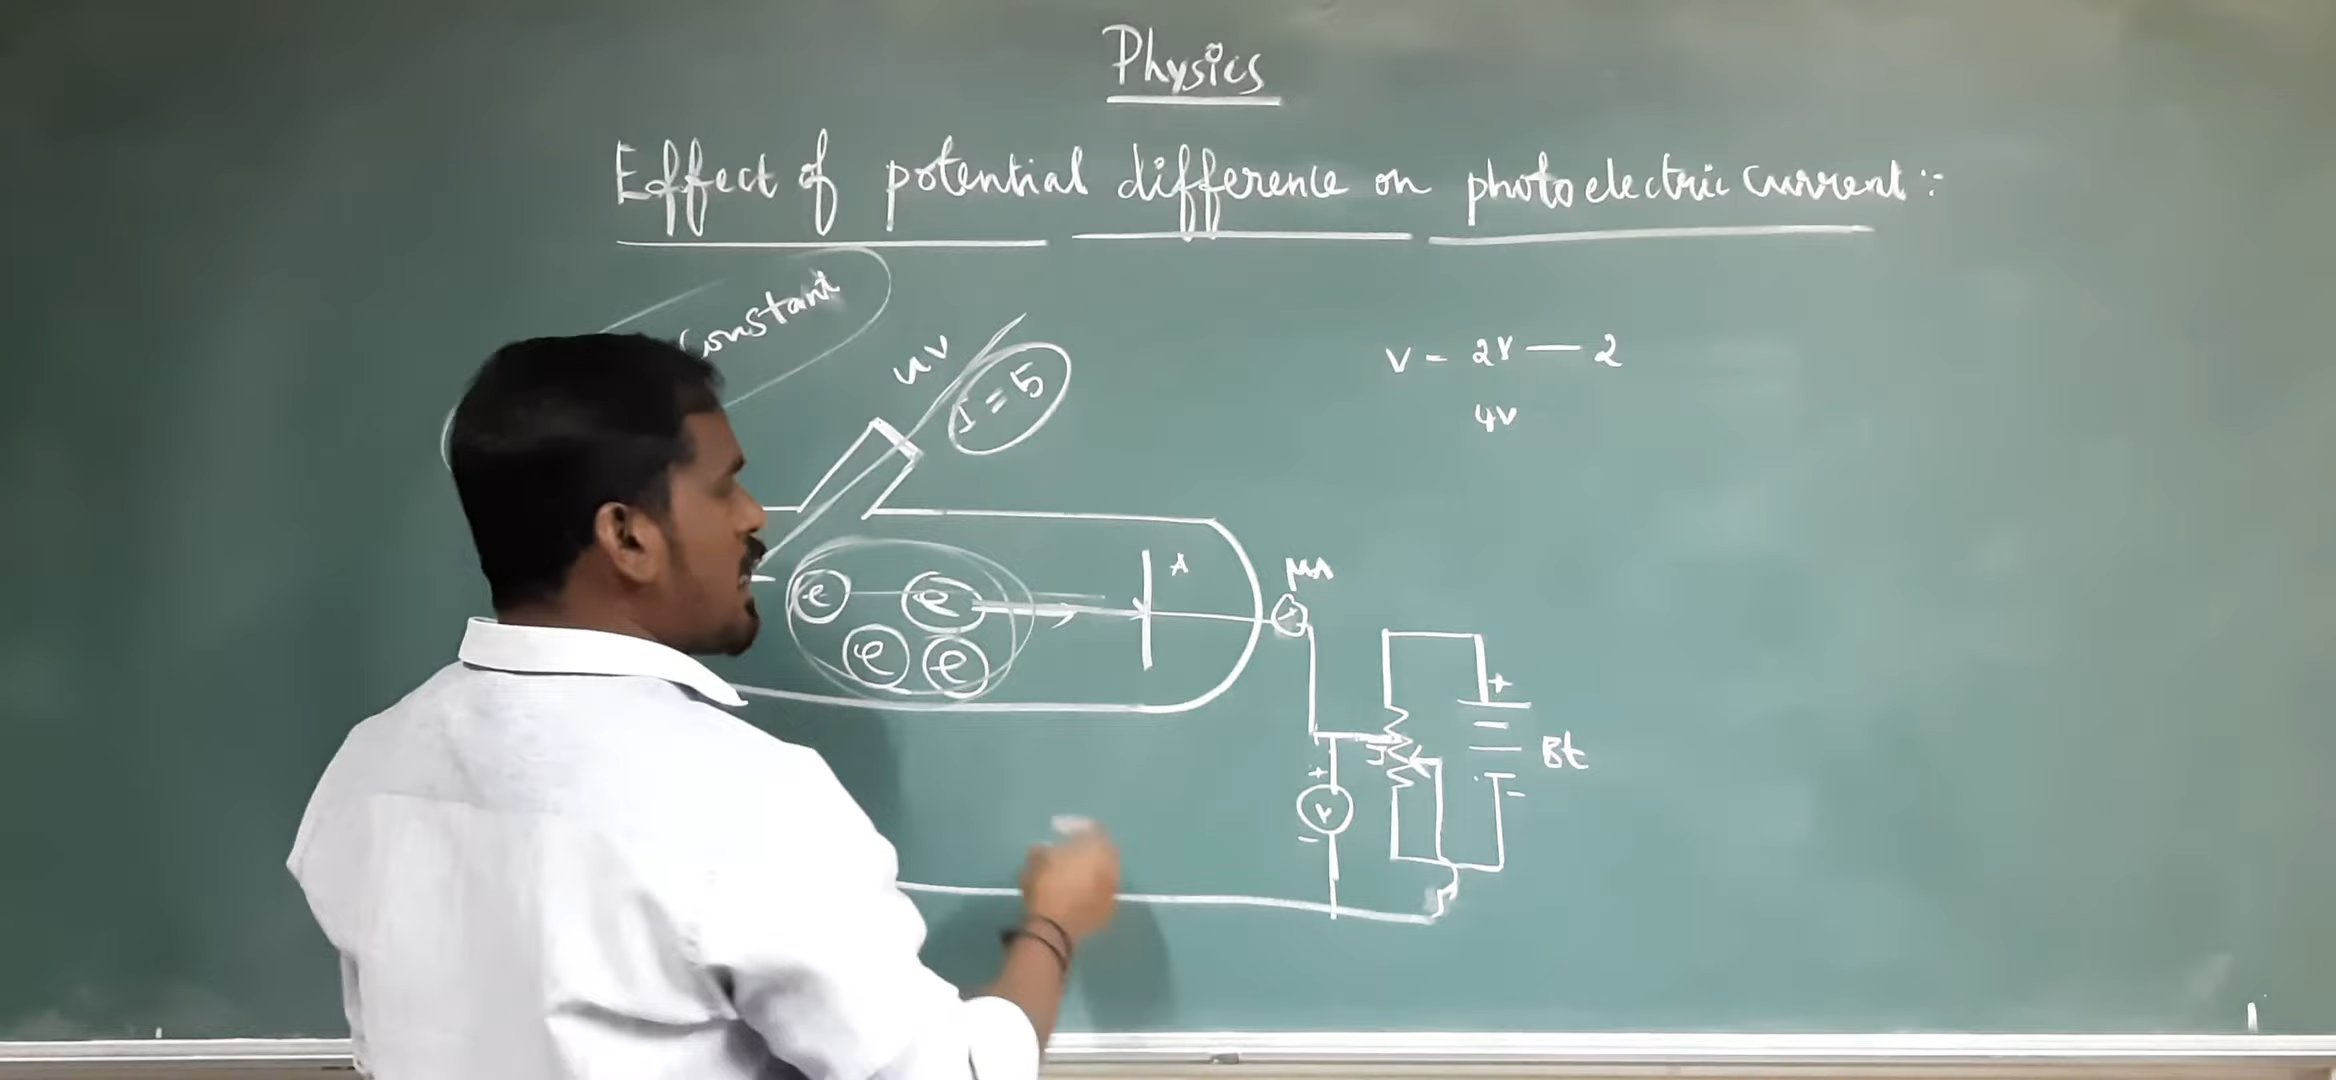 Physics
Effect of potential difference on photoelectric current :-
Constant
uv
I = 5
V - 2V — 2
4V
A
e e
e e
μA
+
Bt
+
V
-
-